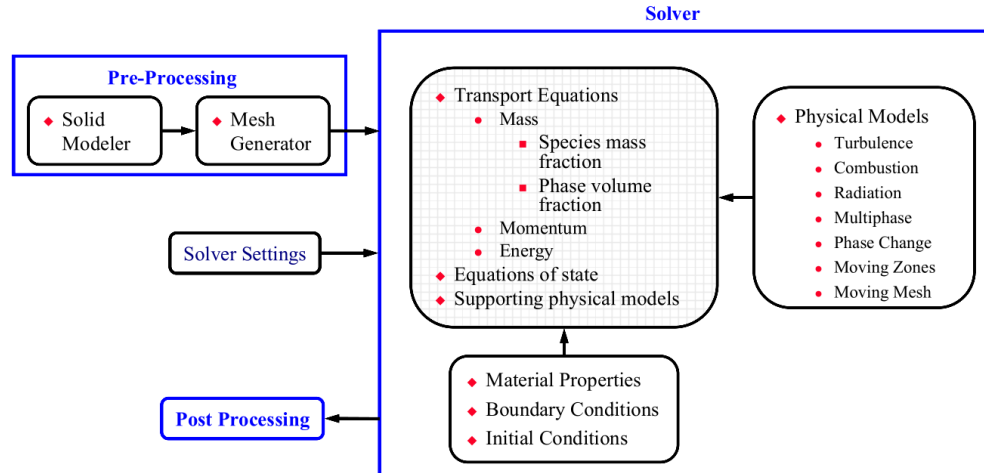 Solver
Pre-Processing
Solid
Modeler
Mesh
Generator
Solver Settings
Post Processing
Transport Equations
Mass
Species mass
fraction
Phase volume
fraction
Momentum
Energy
Equations of state
Supporting physical models
Physical Models
Turbulence
Combustion
Radiation
Multiphase
Phase Change
Moving Zones
Moving Mesh
Material Properties
Boundary Conditions
Initial Conditions